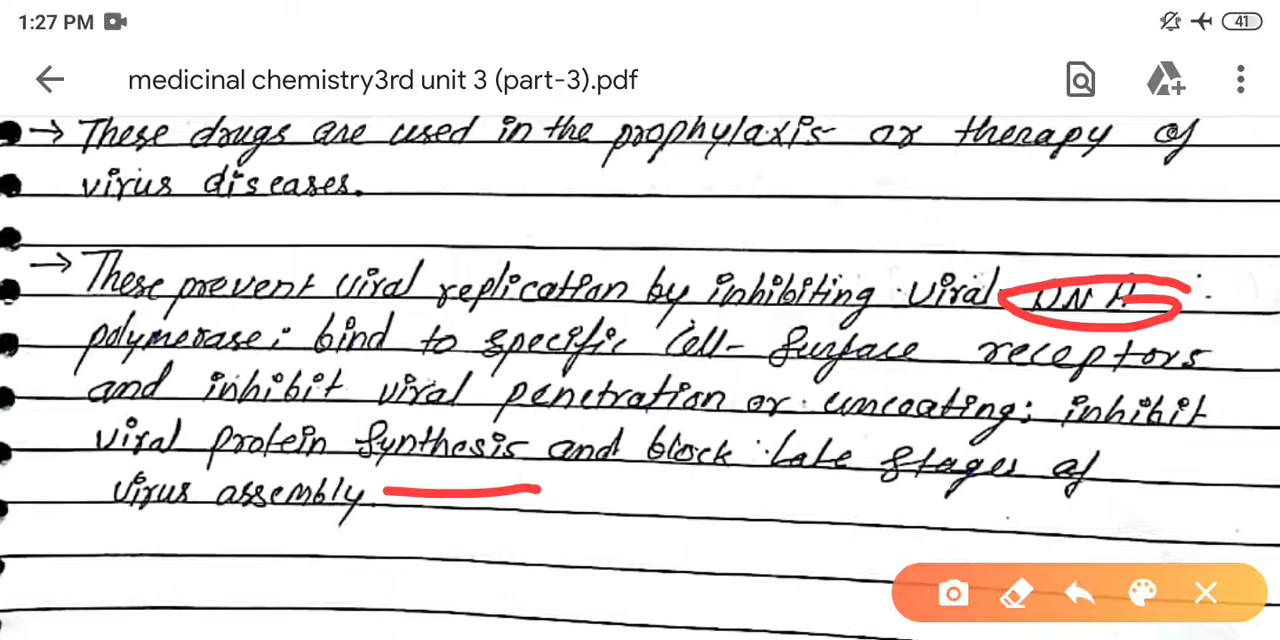 1:27 PM
41
medicinal chemistry3rd unit 3 (part-3).pdf
→ These drugs are used in the prophylaxis or therapy of
virus diseases.
→ These prevent viral replication by inhibiting viral DNA
polymerase; bind to specific cell-surface receptors
and inhibit viral penetration or uncoating; inhibit
viral protein synthesis and block late stages of
virus assembly.